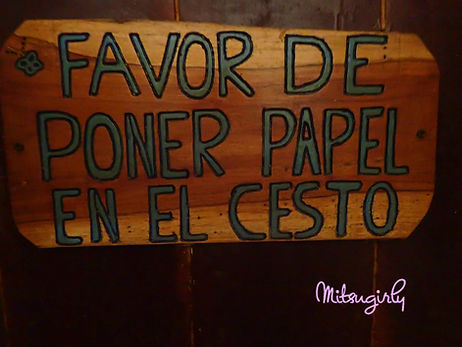 FAVOR DE
PONER PAPEL
EN EL CESTO
Mitsugirly